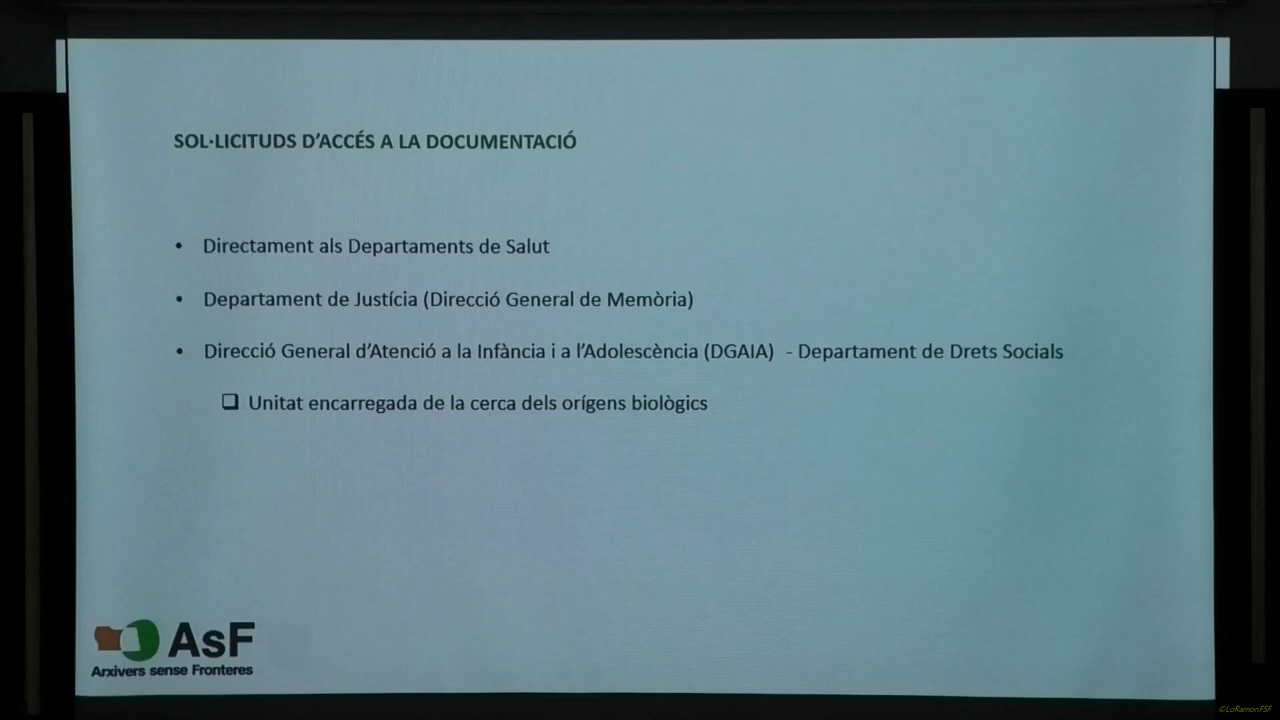 SOL·LICITUDS D'ACCÉS A LA DOCUMENTACIÓ
• Directament als Departaments de Salut
• Departament de Justícia (Direcció General de Memòria)
• Direcció General d'Atenció a la Infància i a l'Adolescència (DGAIA) - Departament de Drets Socials
❑ Unitat encarregada de la cerca dels orígens biològics
AsF
Arxivers sense Fronteres
©LoRamonFSF